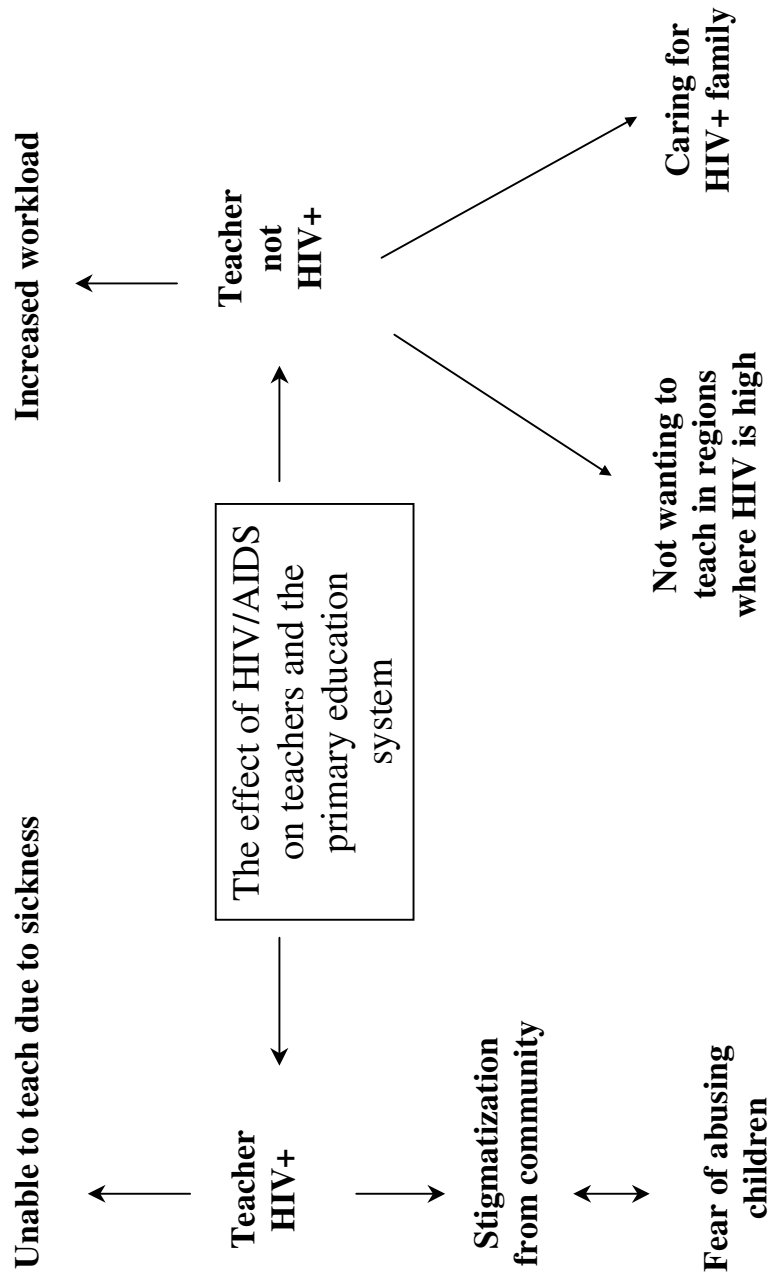 Unable to teach due to sickness
Increased workload
Teacher
HIV+
The effect of HIV/AIDS
on teachers and the
primary education
system
Teacher
not
HIV+
Stigmatization
from community
Fear of abusing
children
Not wanting to
teach in regions
where HIV is high
Caring for
HIV+ family